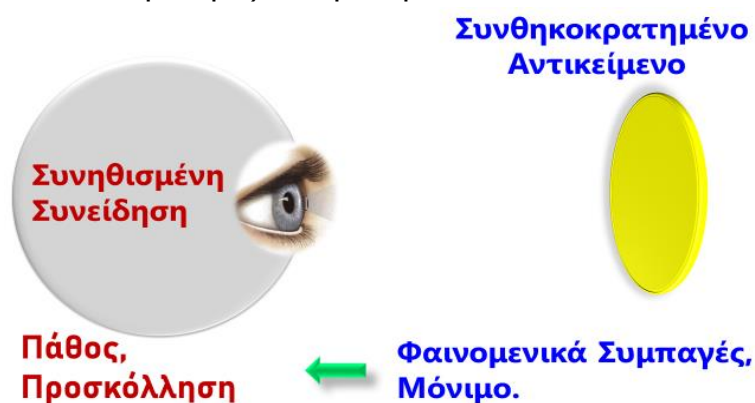 Συνθηκοκρατημένο
Αντικείμενο
Συνηθισμένη
Συνείδηση
Πάθος,
Προσκόλληση
Φαινομενικά Συμπαγές,
Μόνιμο.